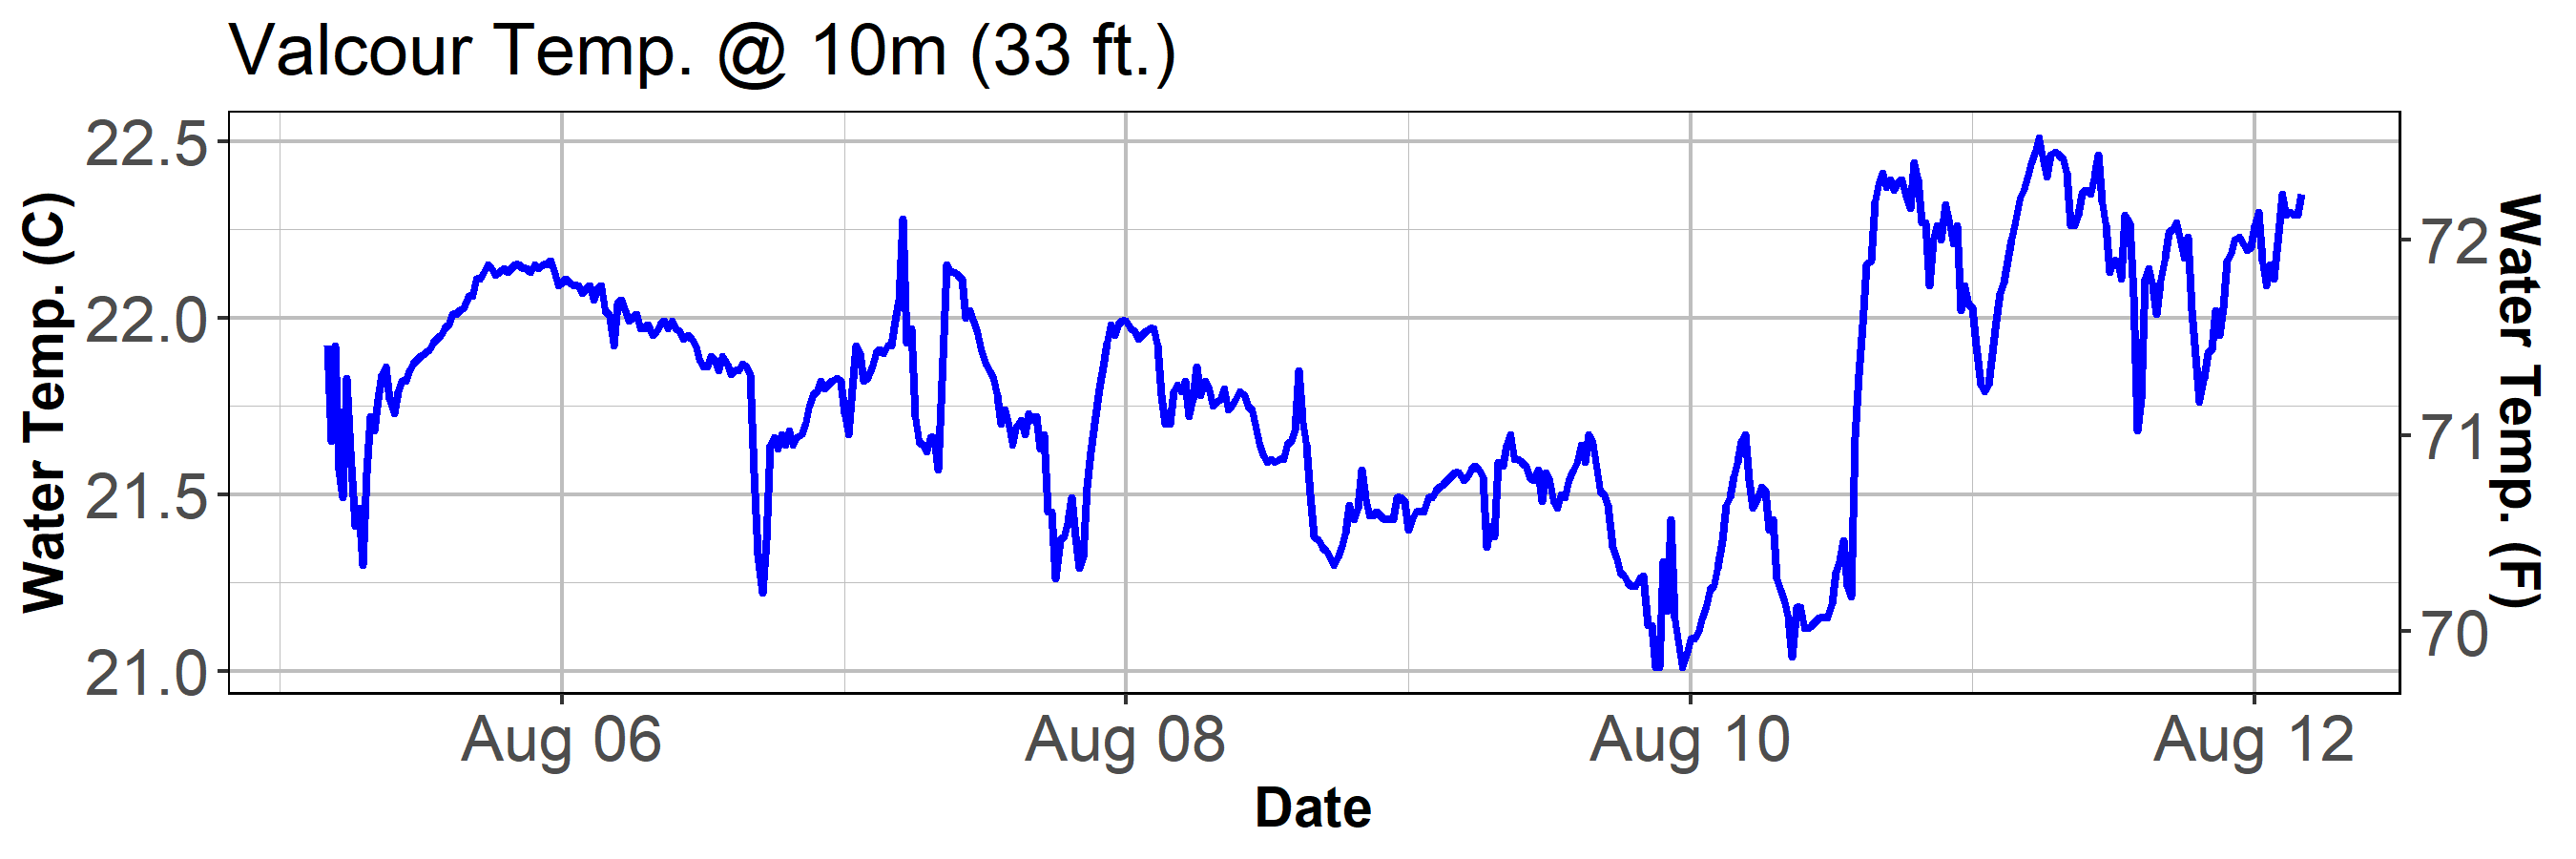 Valcour Temp. @ 10m (33 ft.)
22.5
22.0
21.5
21.0
Water Temp. (C)
72
71
70
Water Temp. (F)
Aug 06
Aug 08
Aug 10
Aug 12
Date